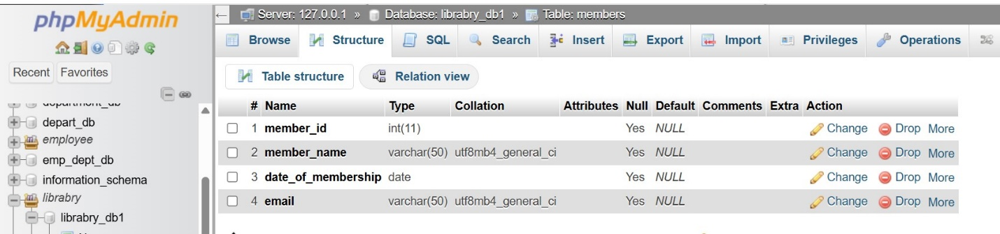 phpMyAdmin
Recent Favorites
depart_db
employee
emp_dept_db
information_schema
librabry
librabry_db1
← Server: 127.0.0.1 » Database: librabry_db1 » Table: members
Browse Structure SQL Search Insert Export Import Privileges Operations
Table structure Relation view
# Name Type Collation Attributes Null Default Comments Extra Action
1 member_id int(11) Yes NULL Change Drop More
2 member_name varchar(50) utf8mb4_general_ci Yes NULL Change Drop More
3 date_of_membership date Yes NULL Change Drop More
4 email varchar(50) utf8mb4_general_ci Yes NULL Change Drop More